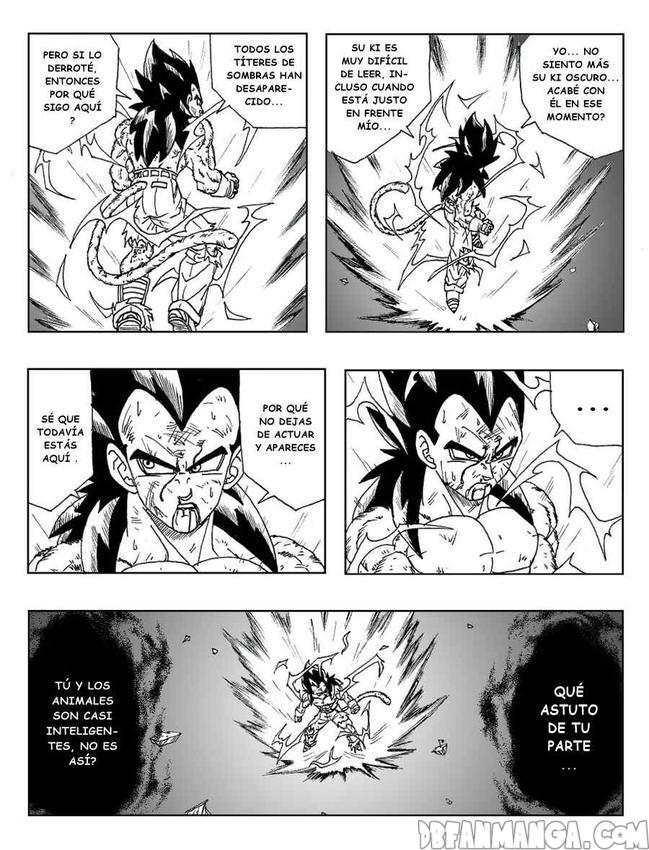 YO... NO
SIENTO MÁS
SU KI OSCURO...
ACABÉ CON
ÉL EN ESE
MOMENTO?
SU KI ES
MUY DIFÍCIL
DE LEER, IN-
CLUSO CUANDO
ESTÁ JUSTO
EN FRENTE
MÍO...
TODOS LOS
TÍTERES DE
SOMBRAS HAN
DESAPARE-
CIDO...
PERO SI LO
DERROTÉ,
ENTONCES
POR QUÉ
SIGO AQUÍ
?
...
POR QUÉ
NO DEJAS
DE ACTUAR
Y APARECES
...
SÉ QUE
TODAVÍA
ESTÁS
AQUÍ .
QUÉ
ASTUTO
DE TU
PARTE
...
TÚ Y LOS
ANIMALES
SON CASI
INTELIGEN-
TES, NO ES
ASÍ?
DBFANMANGA.COM